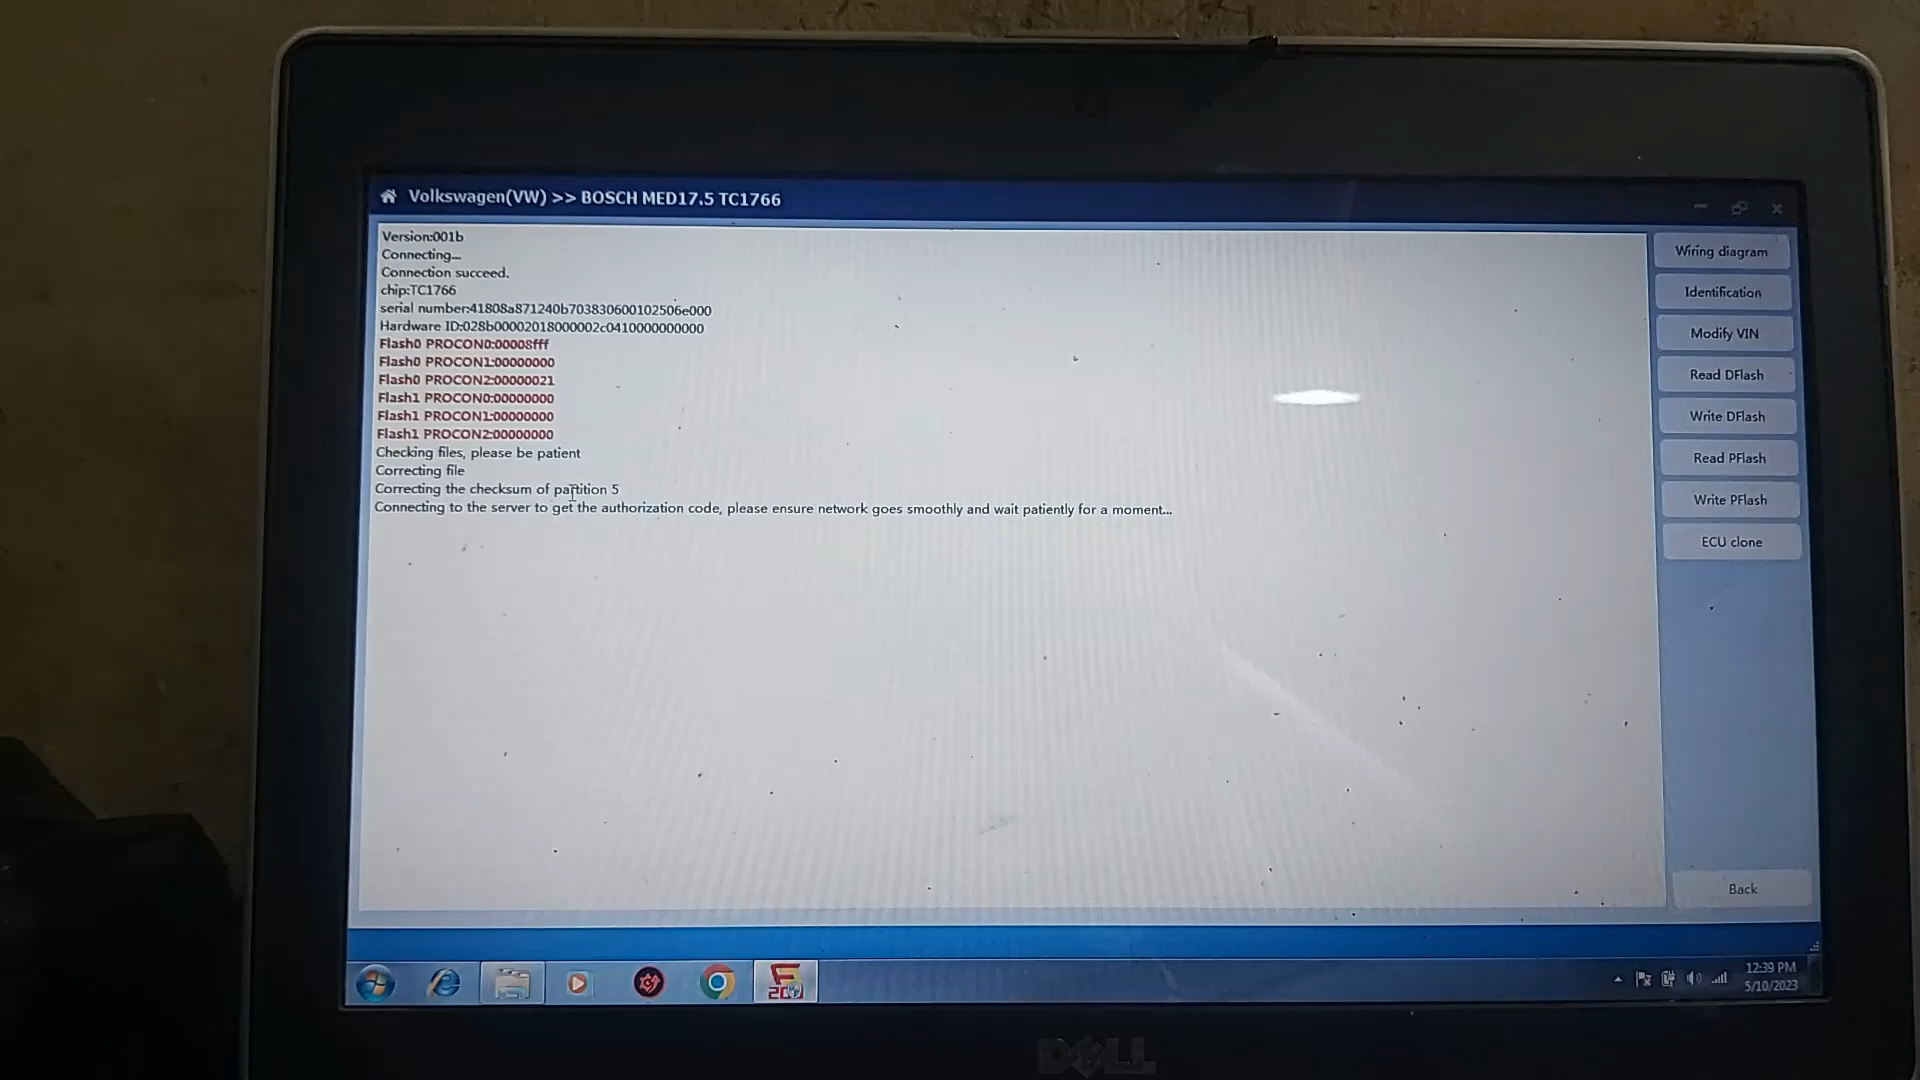 Volkswagen(VW) >> BOSCH MED17.5 TC1766
Version:001b
Connecting...
Connection succeed.
chip:TC1766
serial number:41808a871240b703830600102506e000
Hardware ID:028b00002018000002c0410000000000
Flash0 PROCON0:00008fff
Flash0 PROCON1:00000000
Flash0 PROCON2:00000021
Flash1 PROCON0:00000000
Flash1 PROCON1:00000000
Flash1 PROCON2:00000000
Checking files, please be patient
Correcting file
Correcting the checksum of partition 5
Connecting to the server to get the authorization code, please ensure network goes smoothly and wait patiently for a moment...
Wiring diagram
Identification
Modify VIN
Read DFlash
Write DFlash
Read PFlash
Write PFlash
ECU clone
Back
12:39 PM
5/10/2023
DELL